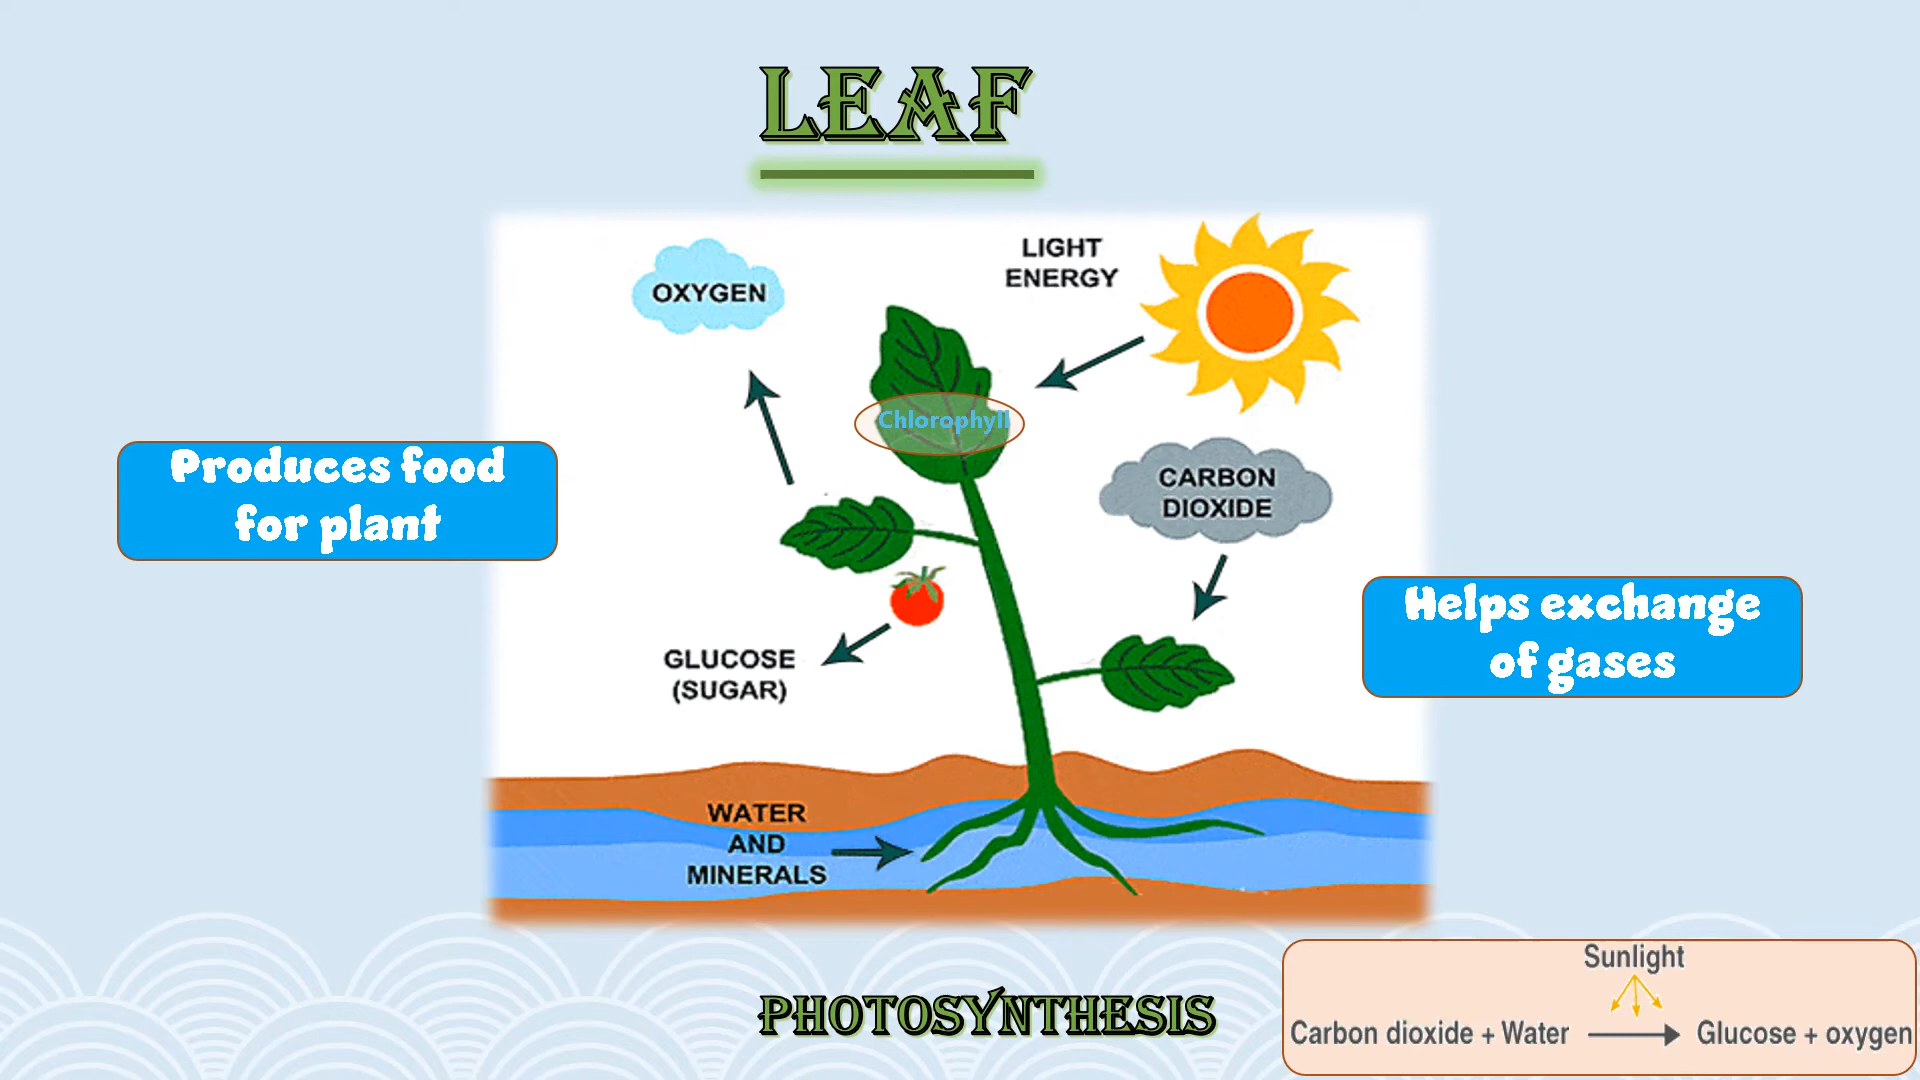 LEAF
OXYGEN
LIGHT
ENERGY
Chlorophyll
Produces food
for plant
CARBON
DIOXIDE
Helps exchange
of gases
GLUCOSE
(SUGAR)
WATER
AND
MINERALS
PHOTOSYNTHESIS
Sunlight
Carbon dioxide + Water → Glucose + oxygen